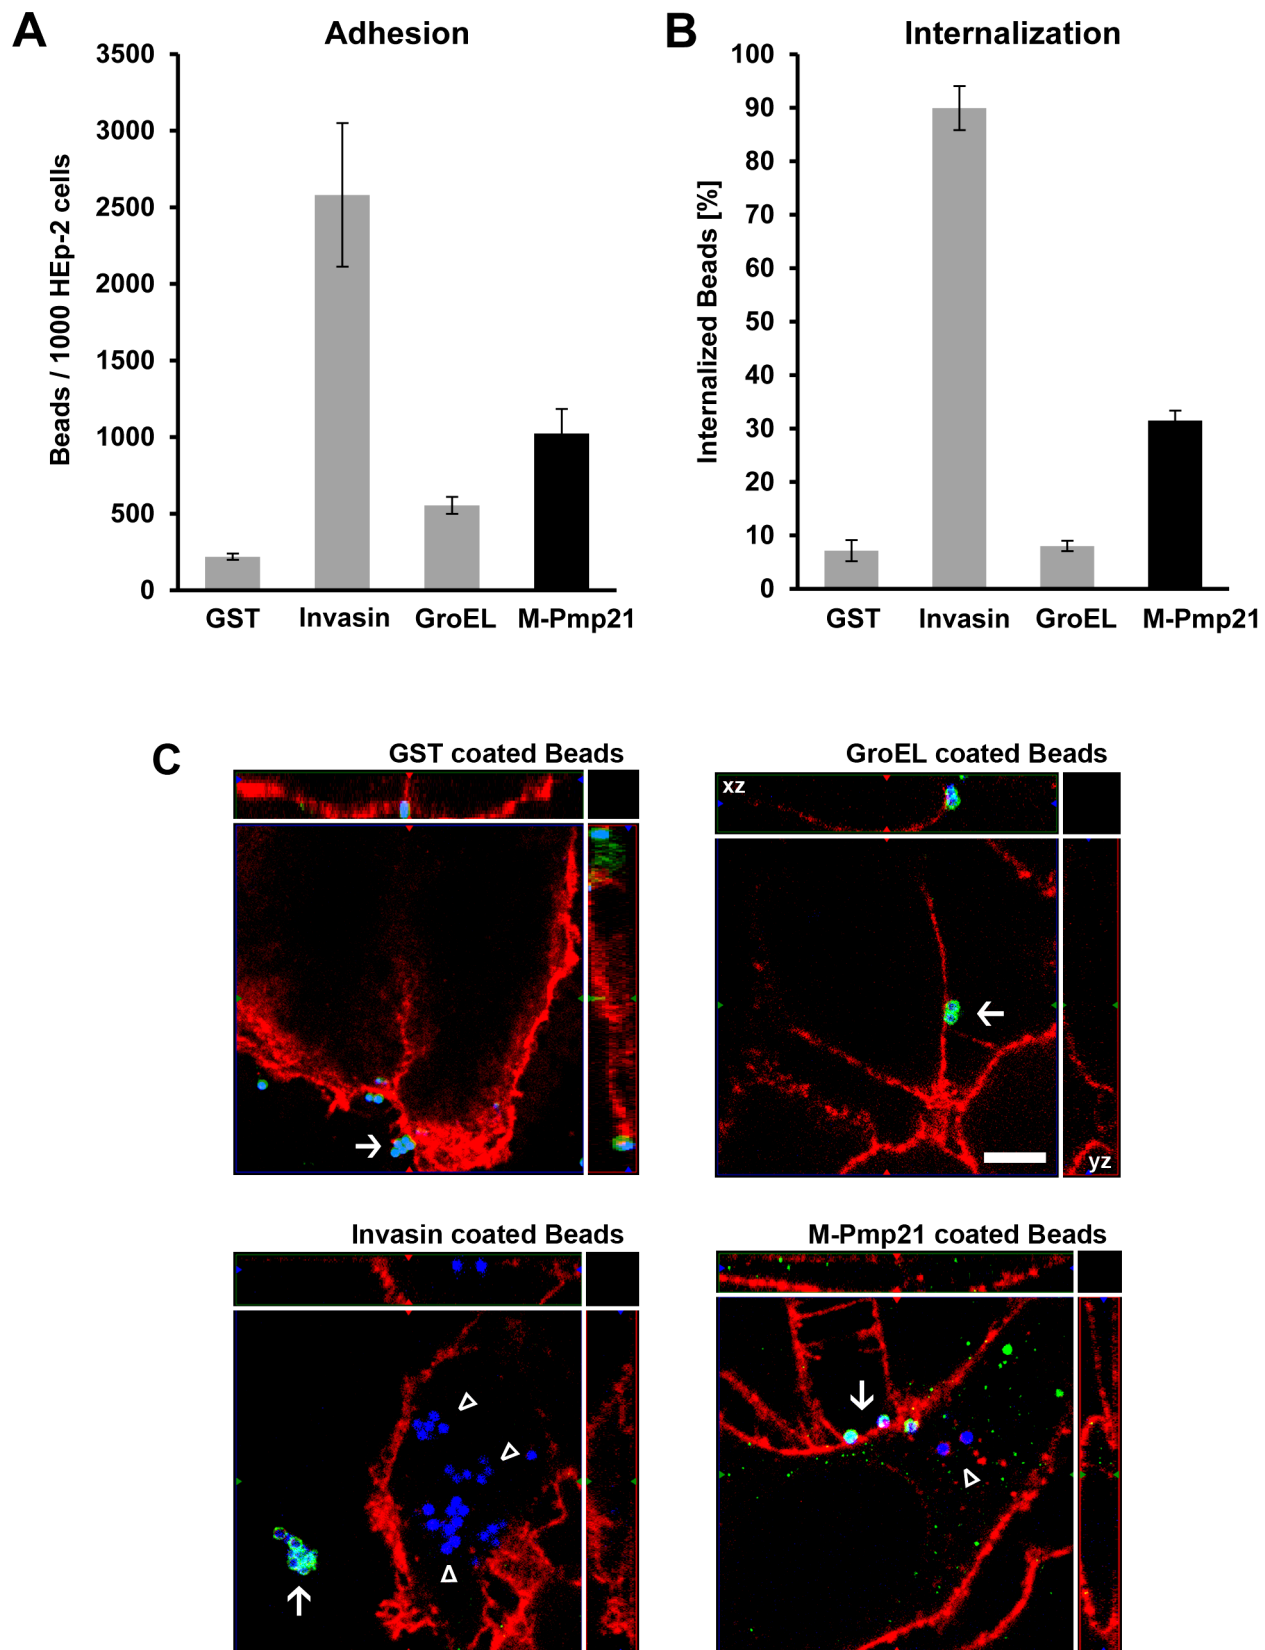 A
Adhesion
Beads / 1000 HEp-2 cells
3500
3000
2500
2000
1500
1000
500
0
GST
Invasin
GroEL
M-Pmp21
B
Internalization
Internalized Beads [%]
100
90
80
70
60
50
40
30
20
10
0
GST
Invasin
GroEL
M-Pmp21
C
GST coated Beads
GroEL coated Beads
xz
yz
Invasin coated Beads
M-Pmp21 coated Beads